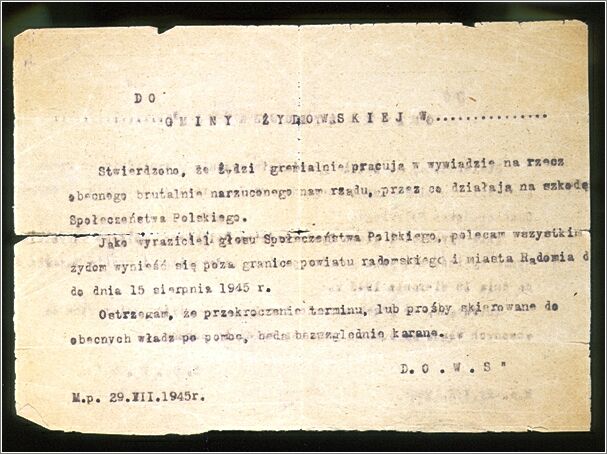 DO
GMINY ŻYDOWSKIEJ W...............
Stwierdzono, że Żydzi gremialnie pracują w wywiadzie na rzecz
obecnego brutalnie narzuconego nam rządu, przez co działają na szkodę
Społeczeństwa Polskiego.
Jako wyraziciel głosu Społeczeństwa Polskiego, polecam wszystkim
żydom wynieść się poza granice powiatu radomskiego i miasta Radomia d
do dnia 15 sierpnia 1945 r.
Ostrzegam, że przekroczenie terminu, lub prośby skierowane do
obecnych władz po pomoc, będą bezwzględnie karane.
D.O.W.S"
M.p. 29.VII.1945r.